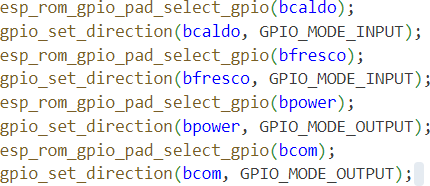 esp_rom_gpio_pad_select_gpio(bcaldo);
gpio_set_direction(bcaldo, GPIO_MODE_INPUT);
esp_rom_gpio_pad_select_gpio(bfresco);
gpio_set_direction(bfresco, GPIO_MODE_INPUT);
esp_rom_gpio_pad_select_gpio(bpower);
gpio_set_direction(bpower, GPIO_MODE_OUTPUT);
esp_rom_gpio_pad_select_gpio(bcom);
gpio_set_direction(bcom, GPIO_MODE_OUTPUT);